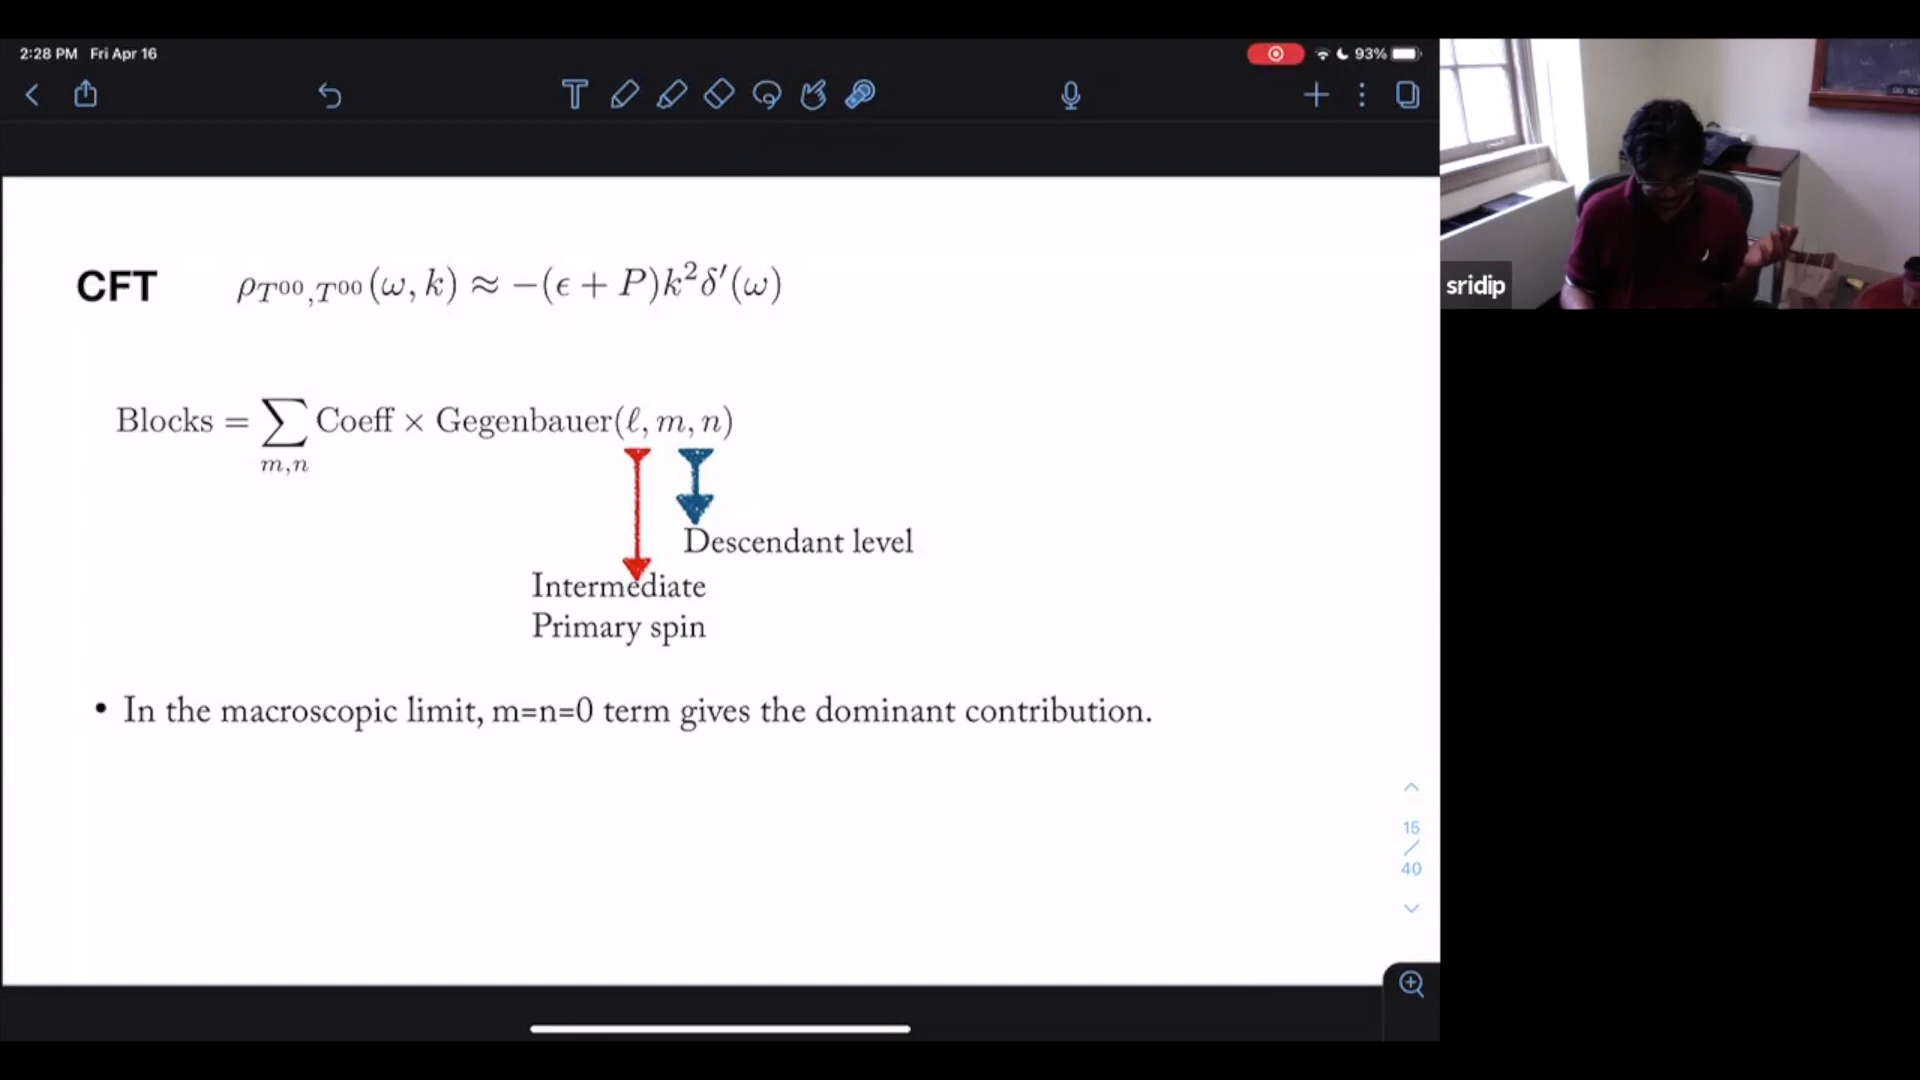 2:28 PM Fri Apr 16
93%
CFT ρ_{T^{00},T^{00}}(ω, k) ≈ −(ϵ + P)k²δ′(ω)
Blocks = ∑_{m,n} Coeff × Gegenbauer(ℓ, m, n)
Descendant level
Intermediate
Primary spin
• In the macroscopic limit, m=n=0 term gives the dominant contribution.
15
/
40
sridip